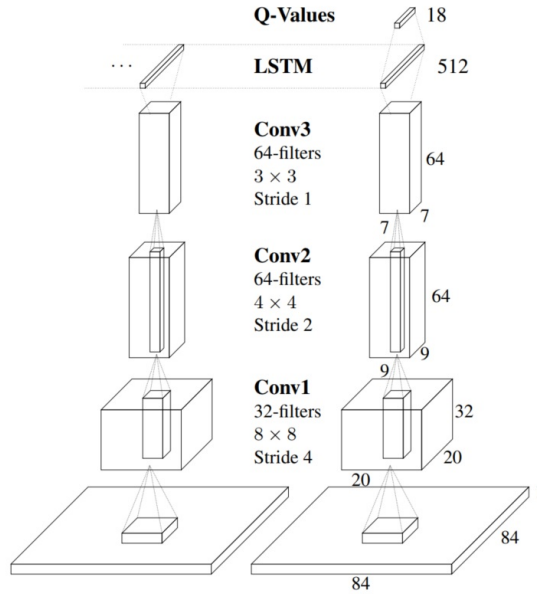 Q-Values
18
. . .
LSTM
512
Conv3
64-filters
3 × 3
Stride 1
64
7
7
Conv2
64-filters
4 × 4
Stride 2
64
9
9
Conv1
32-filters
8 × 8
Stride 4
32
20
20
84
84